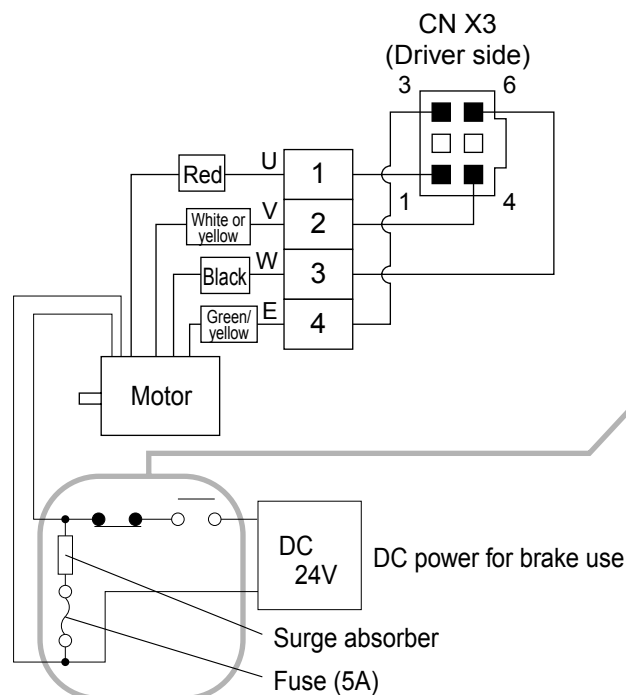 CN X3
(Driver side)
3 6
1 4
Red U 1
White or
yellow V 2
Black W 3
Green/
yellow E 4
Motor
DC
24V
DC power for brake use
Surge absorber
Fuse (5A)